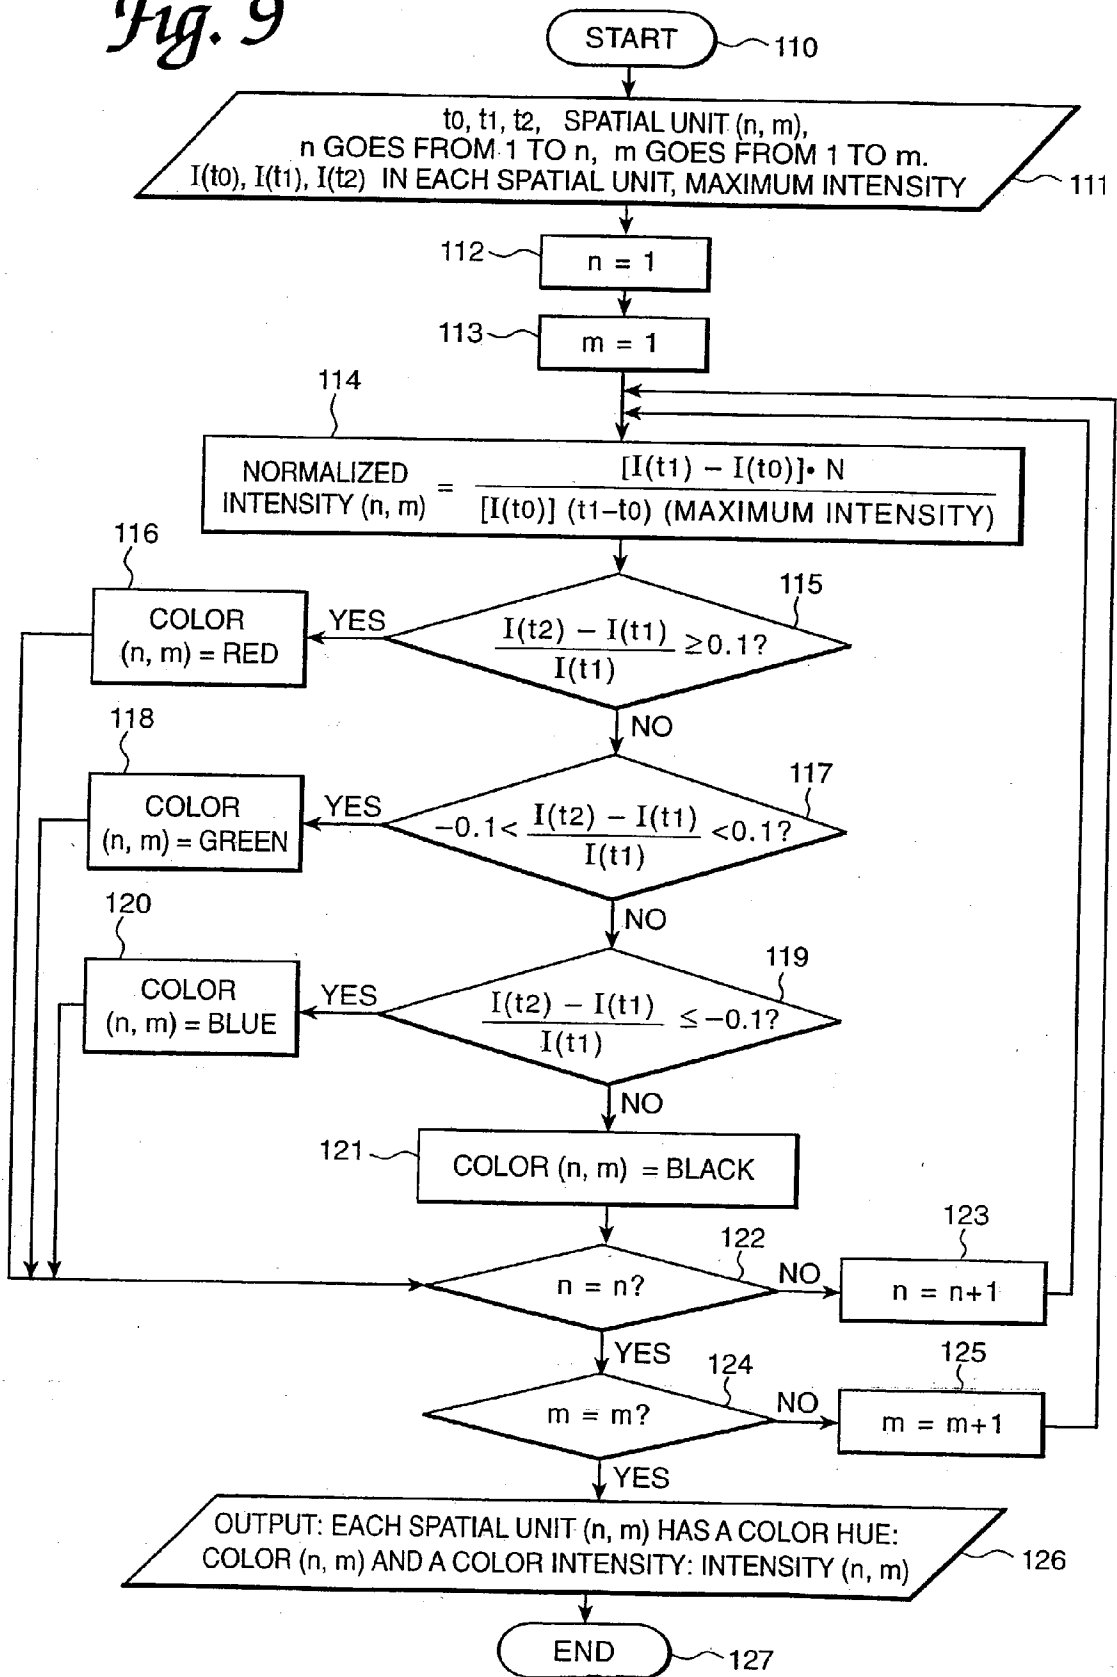 Fig. 9
START
110
t0, t1, t2, SPATIAL UNIT (n, m),
n GOES FROM 1 TO n, m GOES FROM 1 TO m.
I(t0), I(t1), I(t2) IN EACH SPATIAL UNIT, MAXIMUM INTENSITY
111
112
n = 1
113
m = 1
114
NORMALIZED
INTENSITY (n, m)
=
[I(t1) – I(t0)]• N
[I(t0)] (t1–t0) (MAXIMUM INTENSITY)
116
COLOR
(n, m) = RED
YES
115
I(t2) – I(t1)
I(t1)
≥0.1?
NO
118
COLOR
(n, m) = GREEN
YES
117
–0.1<
I(t2) – I(t1)
I(t1)
<0.1?
NO
120
COLOR
(n, m) = BLUE
YES
119
I(t2) – I(t1)
I(t1)
≤–0.1?
NO
121
COLOR (n, m) = BLACK
122
n = n?
NO
123
n = n+1
YES
124
m = m?
NO
125
m = m+1
YES
OUTPUT: EACH SPATIAL UNIT (n, m) HAS A COLOR HUE:
COLOR (n, m) AND A COLOR INTENSITY: INTENSITY (n, m)
126
END
127